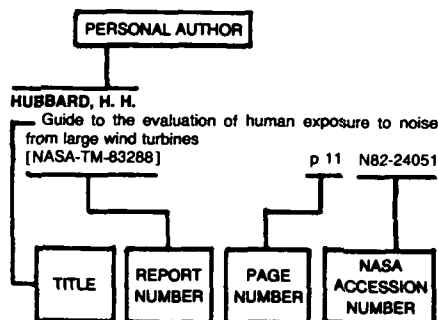 PERSONAL AUTHOR
HUBBARD, H. H.
Guide to the evaluation of human exposure to noise
from large wind turbines
[NASA-TM-83288] p 11 N82-24051
TITLE
REPORT
NUMBER
PAGE
NUMBER
NASA
ACCESSION
NUMBER